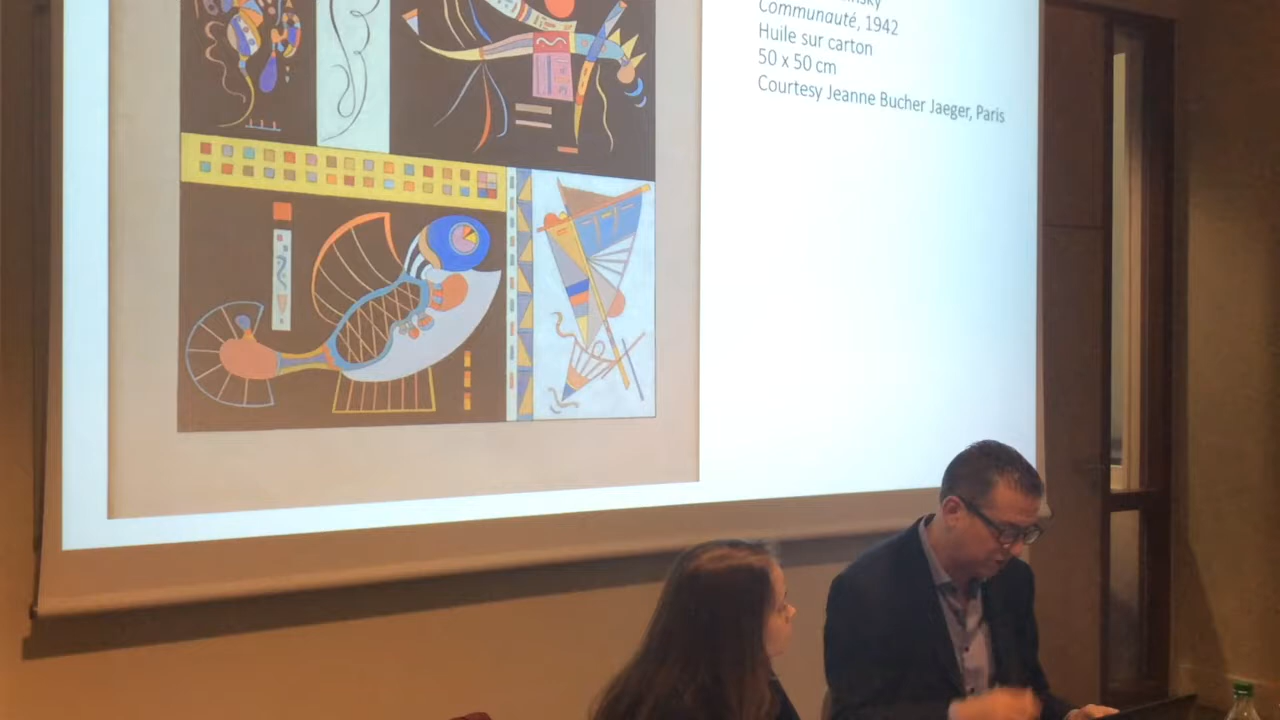 Communauté, 1942
Huile sur carton
50 x 50 cm
Courtesy Jeanne Bucher Jaeger, Paris